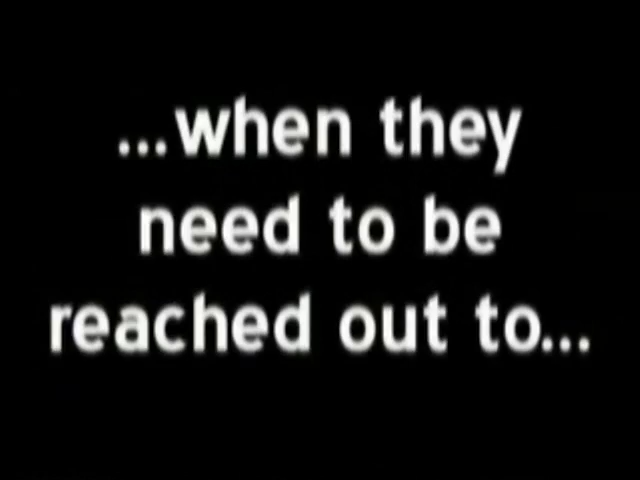 ...when they
need to be
reached out to...